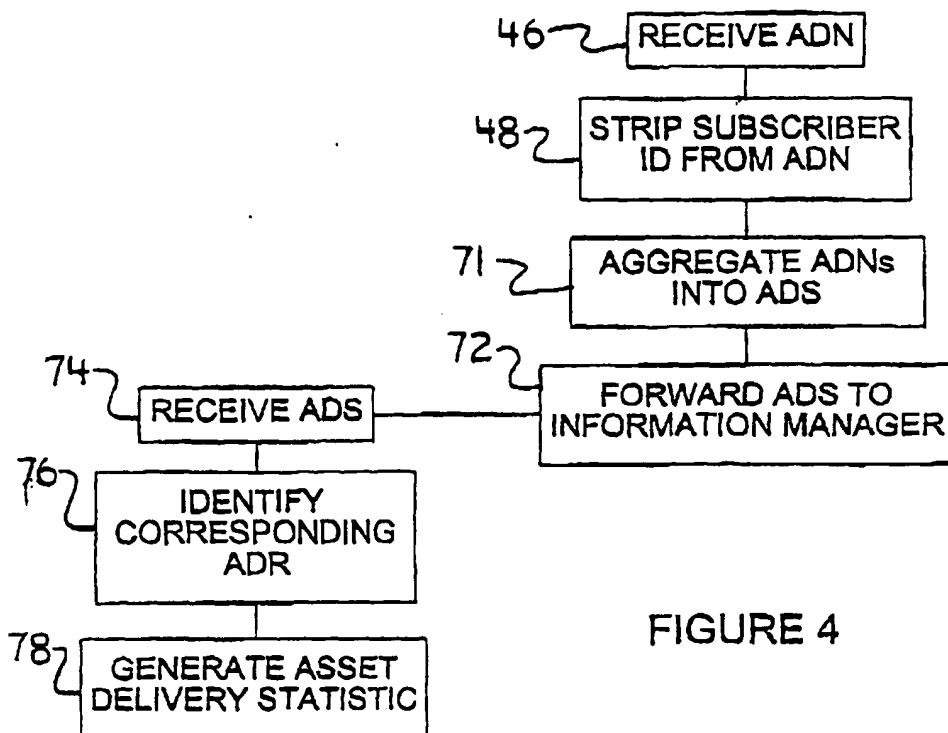 46
RECEIVE ADN
48
STRIP SUBSCRIBER
ID FROM ADN
71
AGGREGATE ADNs
INTO ADS
72
FORWARD ADS TO
INFORMATION MANAGER
74
RECEIVE ADS
76
IDENTIFY
CORRESPONDING
ADR
78
GENERATE ASSET
DELIVERY STATISTIC
FIGURE 4